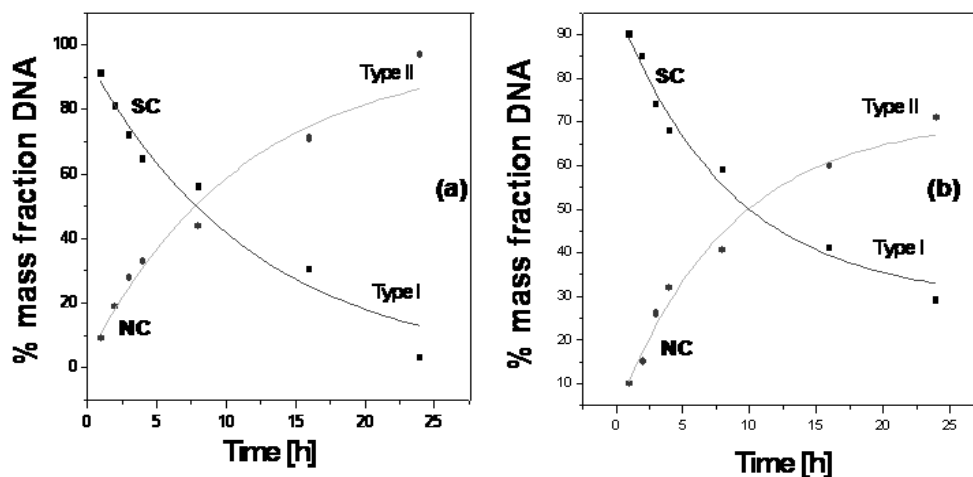 % mass fraction DNA
100
80
60
40
20
0
SC
Type II
(a)
Type I
NC
0 5 10 15 20 25
Time [h]
% mass fraction DNA
90
80
70
60
50
40
30
20
10
SC
Type II
(b)
Type I
NC
0 5 10 15 20 25
Time [h]